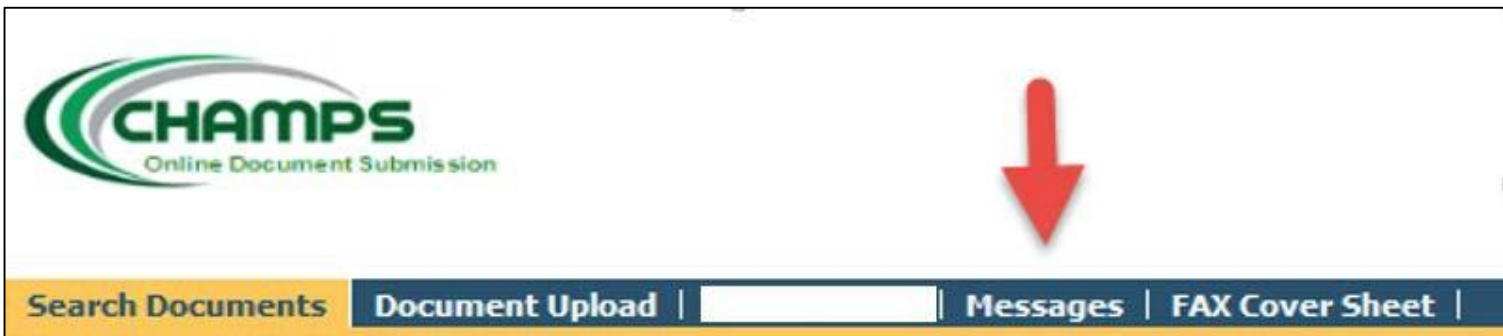 CHAMPS
Online Document Submission
Search Documents Document Upload | | Messages | FAX Cover Sheet |